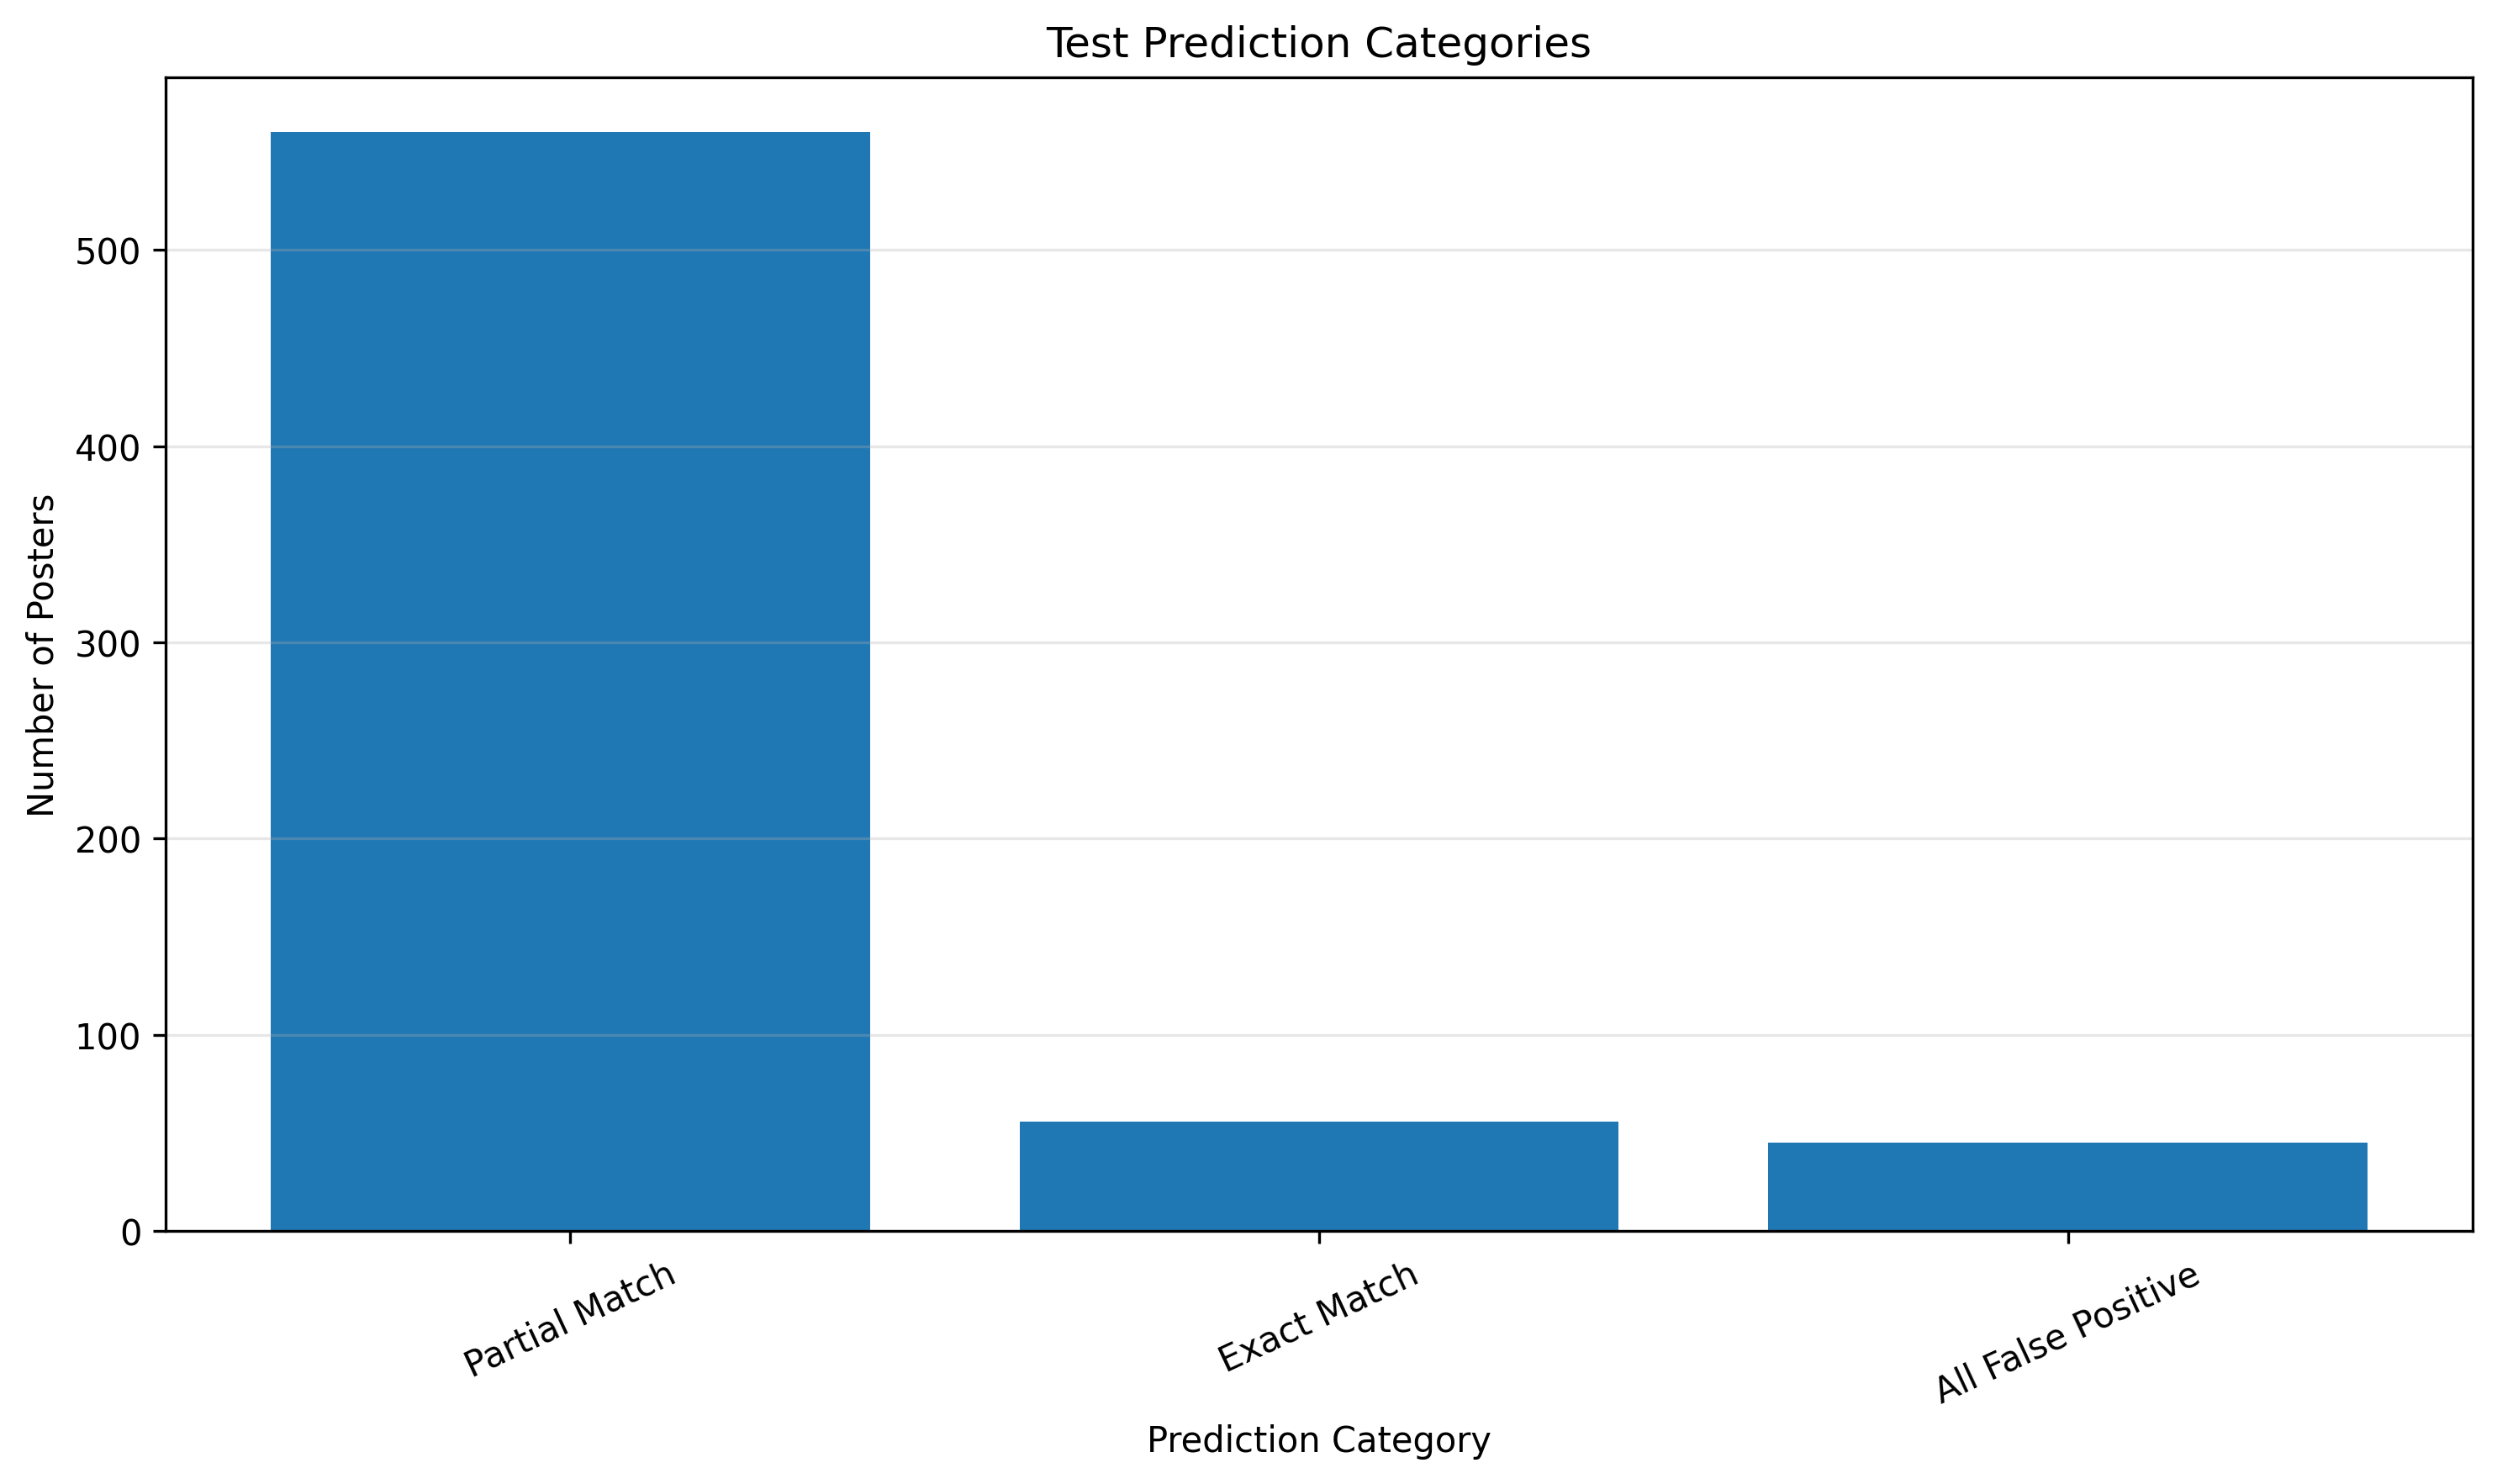 Test Prediction Categories
Number of Posters
500
400
300
200
100
0
Partial Match
Exact Match
All False Positive
Prediction Category